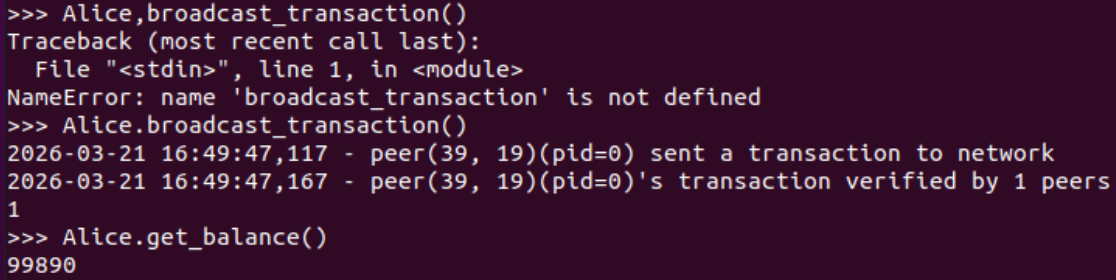 >>> Alice,broadcast_transaction()
Traceback (most recent call last):
  File "<stdin>", line 1, in <module>
NameError: name 'broadcast_transaction' is not defined
>>> Alice.broadcast_transaction()
2026-03-21 16:49:47,117 - peer(39, 19)(pid=0) sent a transaction to network
2026-03-21 16:49:47,167 - peer(39, 19)(pid=0)'s transaction verified by 1 peers
1
>>> Alice.get_balance()
99890